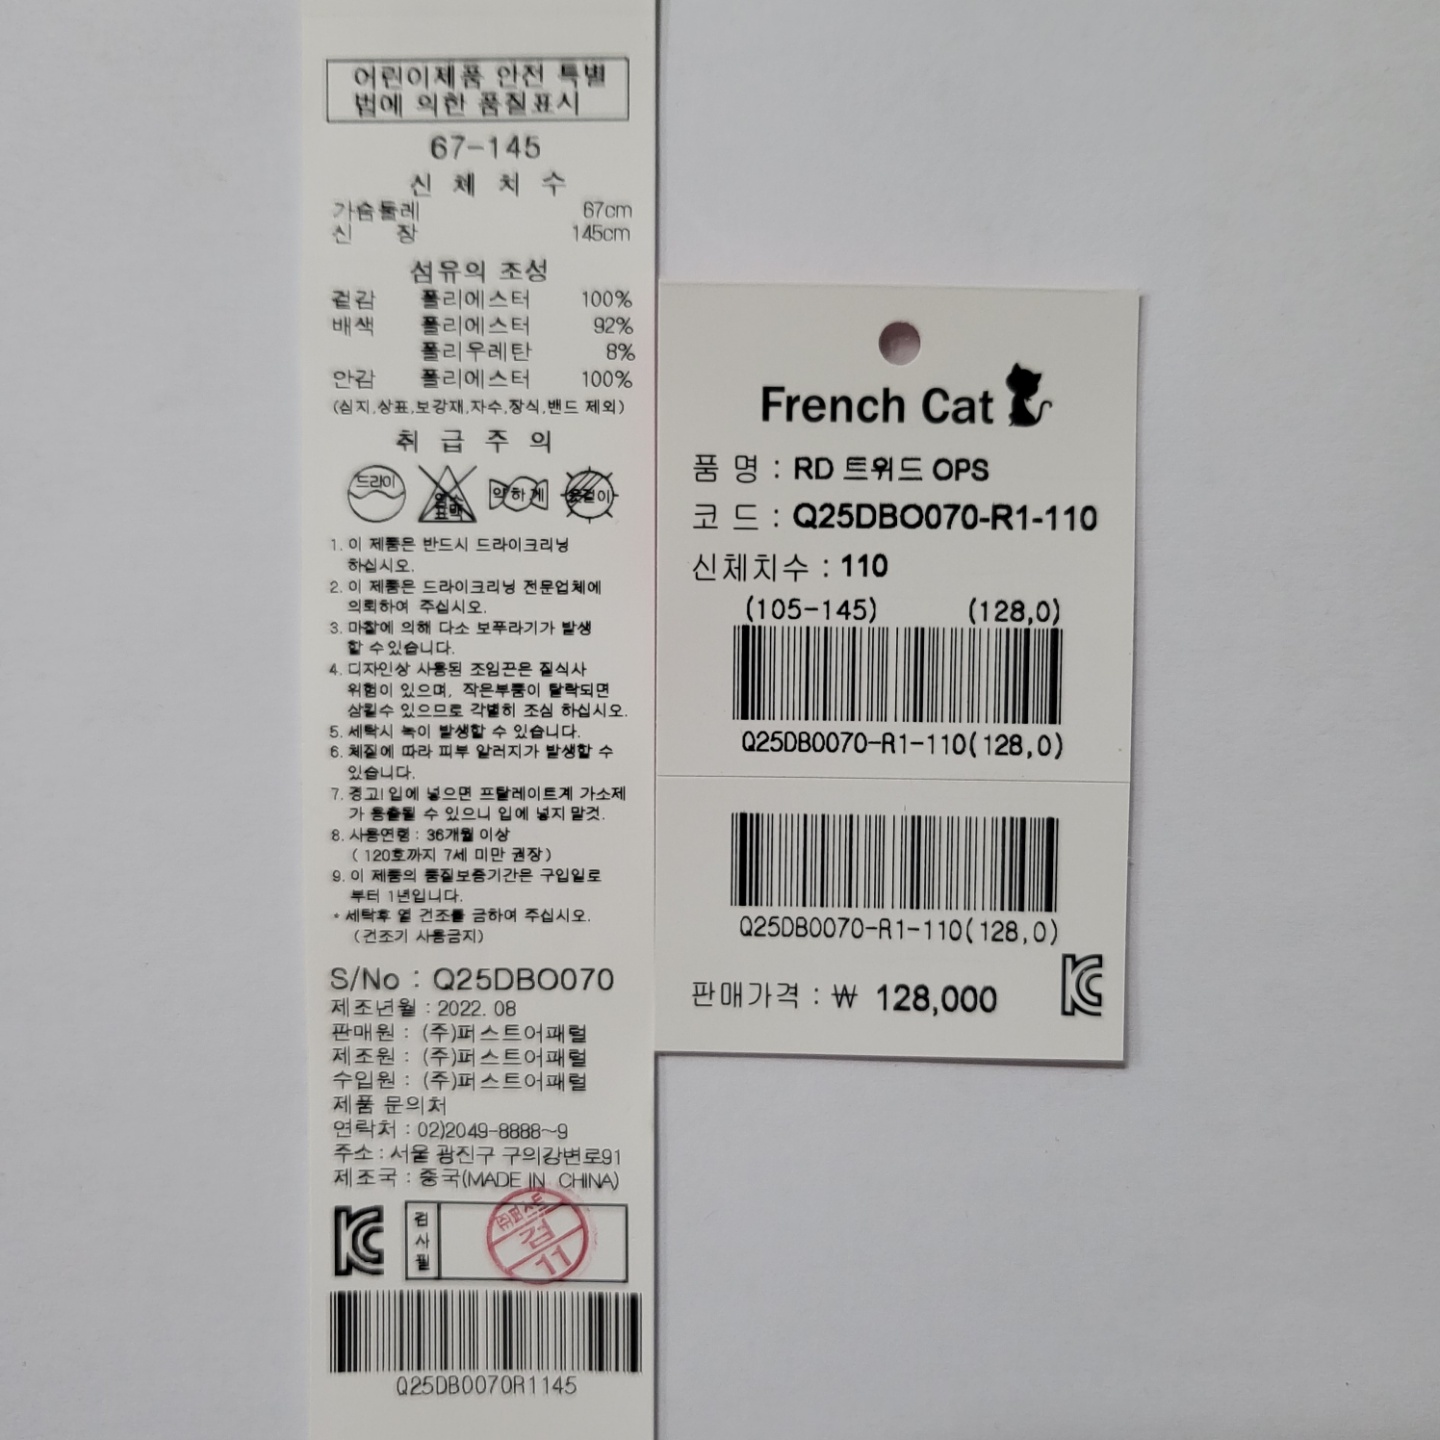 어린이제품 안전 특별
법에 의한 품질표시
67-145
신 체 치 수
가슴둘레 67cm
신 장 145cm
섬유의 조성
겉감 폴리에스터 100%
배색 폴리에스터 92%
폴리우레탄 8%
안감 폴리에스터 100%
(심지,상표,보강재,자수,장식,밴드 제외)
취 급 주 의
드라이 염소 표백 약하게 옷걸이
1. 이 제품은 반드시 드라이크리닝
하십시오.
2. 이 제품은 드라이크리닝 전문업체에
의뢰하여 주십시오.
3. 마찰에 의해 다소 보푸라기가 발생
할 수있습니다.
4. 디자인상 사용된 조임끈은 질식사
위험이 있으며, 작은부품이 탈락되면
삼킬수 있으므로 각별히 조심 하십시오.
5. 세탁시 녹이 발생할 수 있습니다.
6. 체질에 따라 피부 알러지가 발생할 수
있습니다.
7. 경고! 입에 넣으면 프탈레이트계 가소제
가 용출될 수 있으니 입에 넣지 말것.
8. 사용연령 : 36개월 이상
( 120호까지 7세 미만 권장)
9. 이 제품의 품질보증기간은 구입일로
부터 1년입니다.
* 세탁후 열 건조를 금하여 주십시오.
(건조기 사용금지)
S/No : Q25DBO070
제조년월 : 2022. 08
판매원 : (주)퍼스트어패럴
제조원 : (주)퍼스트어패럴
수입원 : (주)퍼스트어패럴
제품 문의처
연락처 : 02)2049-8888~9
주소 : 서울 광진구 구의강변로91
제조국 : 중국(MADE IN CHINA)
검사필
(주)퍼스트
검
11
Q25DBO070R1145
French Cat
품 명 : RD 트위드 OPS
코 드 : Q25DBO070-R1-110
신체치수 : 110
(105-145) (128,0)
Q25DBO070-R1-110(128,0)
Q25DBO070-R1-110(128,0)
판매가격 : ₩ 128,000